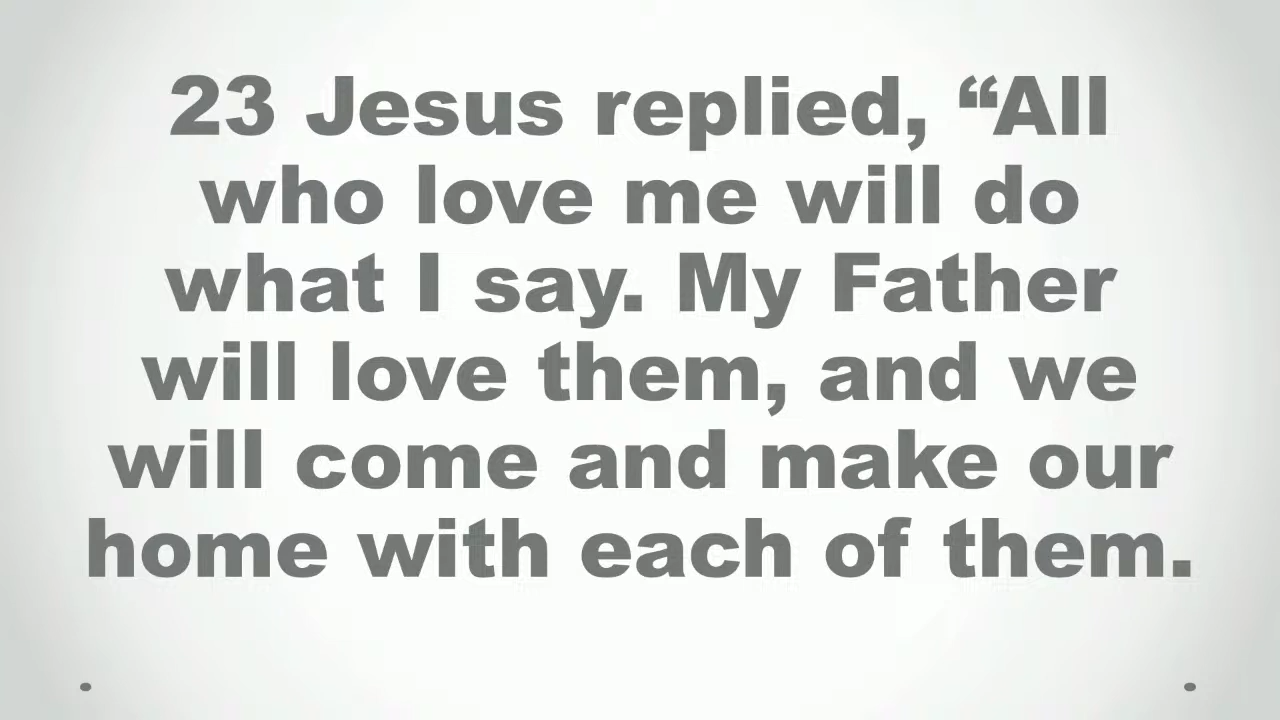 23 Jesus replied, “All
who love me will do
what I say. My Father
will love them, and we
will come and make our
home with each of them.